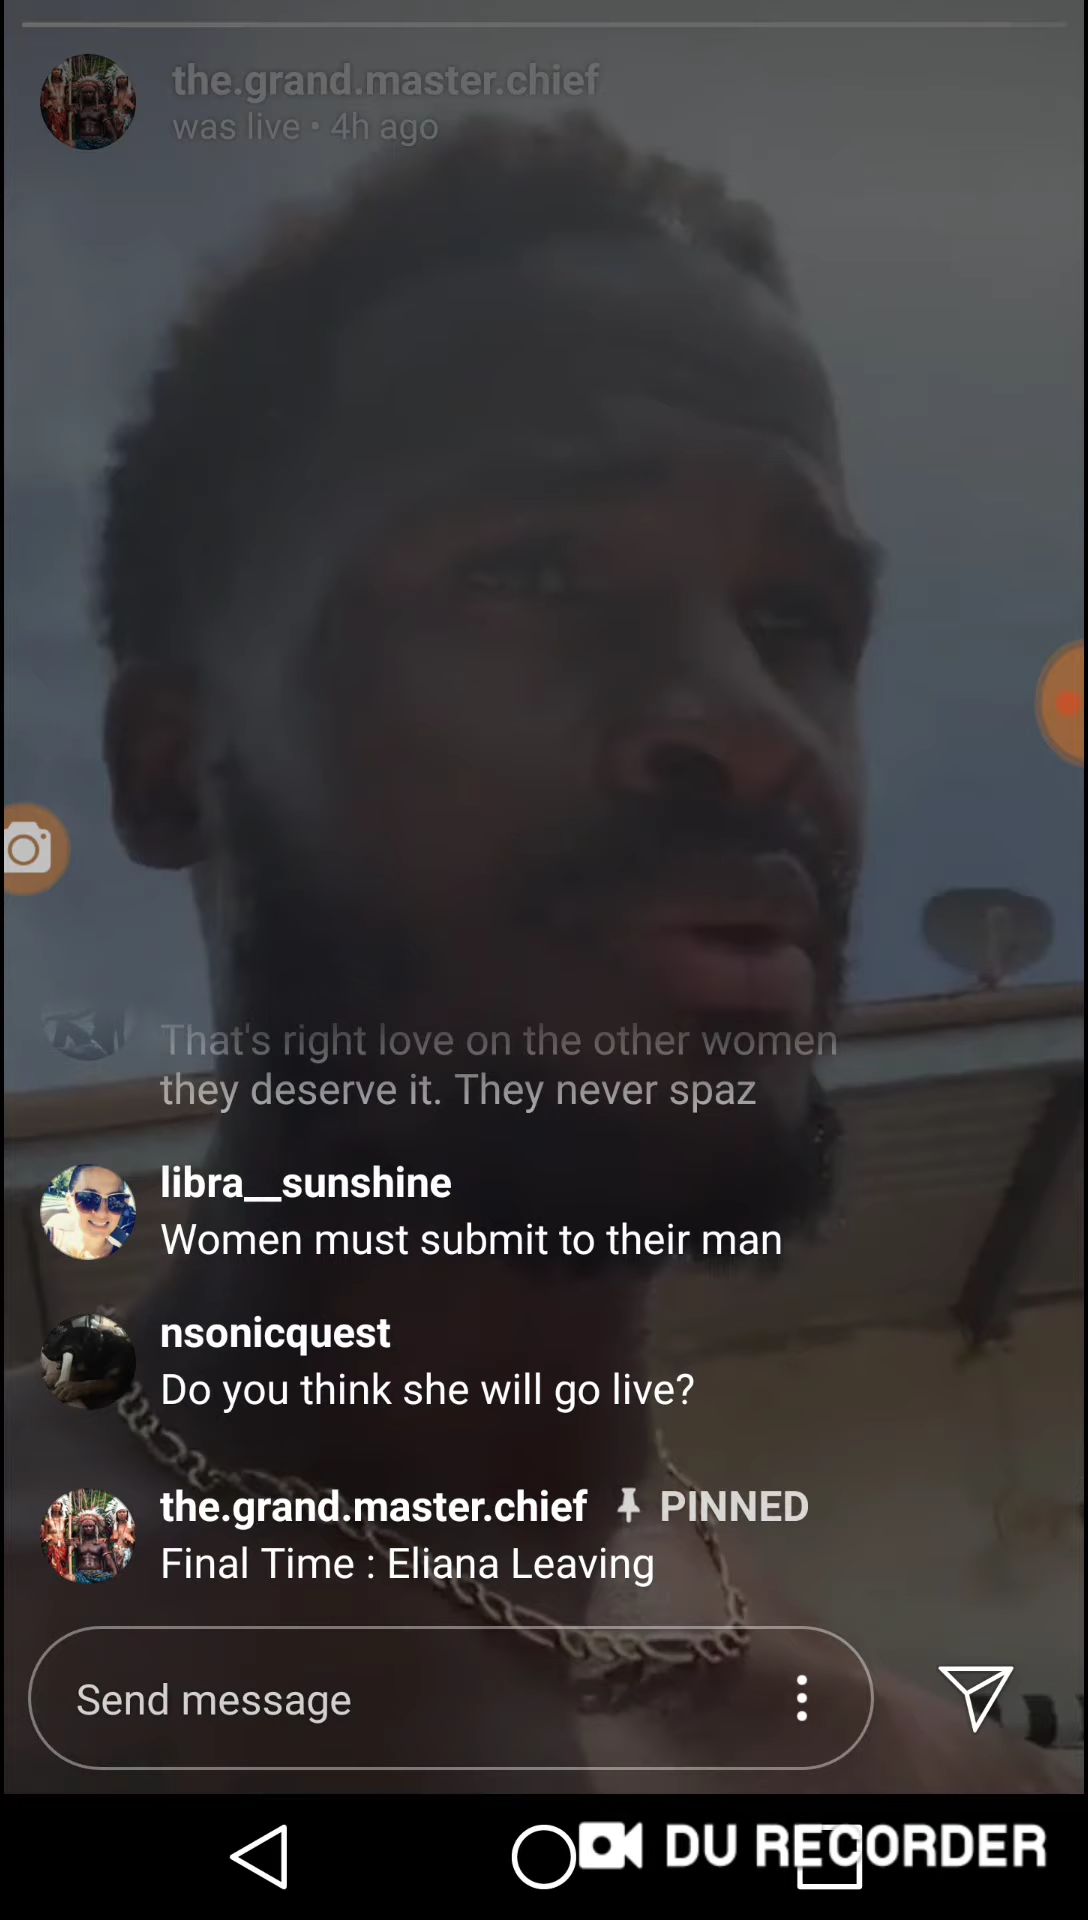 the.grand.master.chief
was live • 4h ago
That's right love on the other women
they deserve it. They never spaz
libra__sunshine
Women must submit to their man
nsonicquest
Do you think she will go live?
the.grand.master.chief PINNED
Final Time : Eliana Leaving
Send message
DU RECORDER